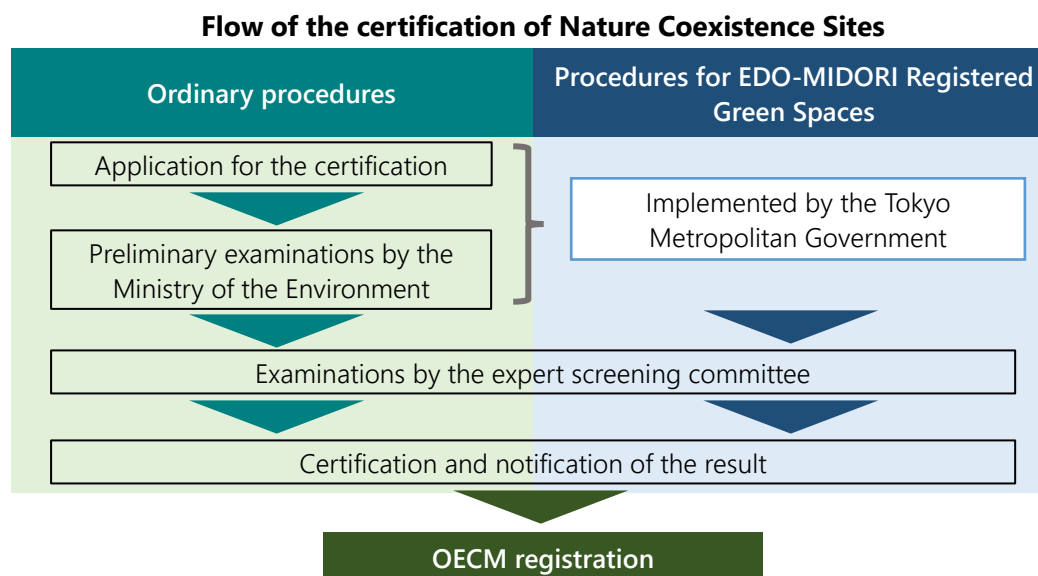 Flow of the certification of Nature Coexistence Sites
Ordinary procedures
Procedures for EDO-MIDORI Registered
Green Spaces
Application for the certification
Preliminary examinations by the
Ministry of the Environment
Implemented by the Tokyo
Metropolitan Government
Examinations by the expert screening committee
Certification and notification of the result
OECM registration